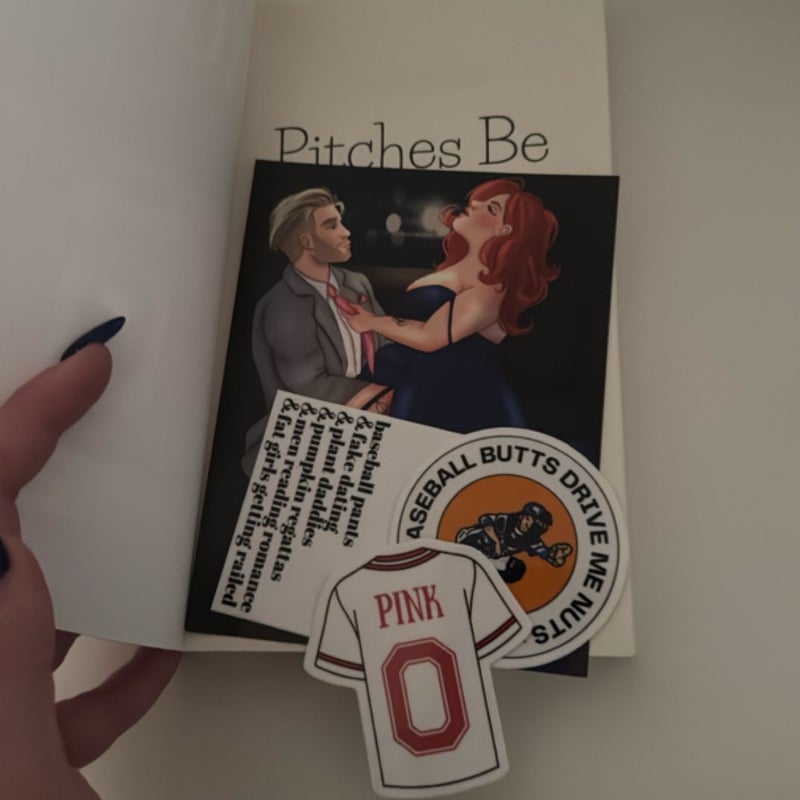 Pitches Be
baseball pants
& fake dating
& plant daddies
& pumpkin regattas
& men reading romance
& fat girls getting railed
ASEBALL BUTTS DRIVE ME NUTS.
PINK
0